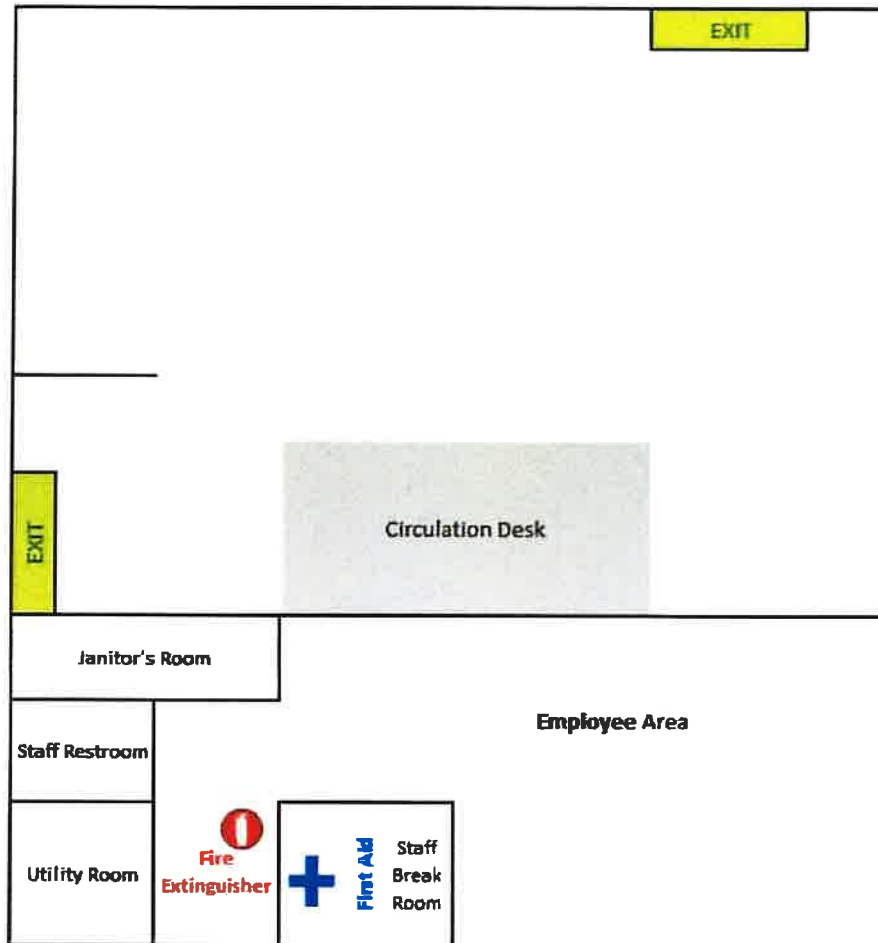 EXIT
EXIT
Circulation Desk
Janitor's Room
Employee Area
Staff Restroom
Utility Room
Fire
Extinguisher
First Aid
Staff
Break
Room